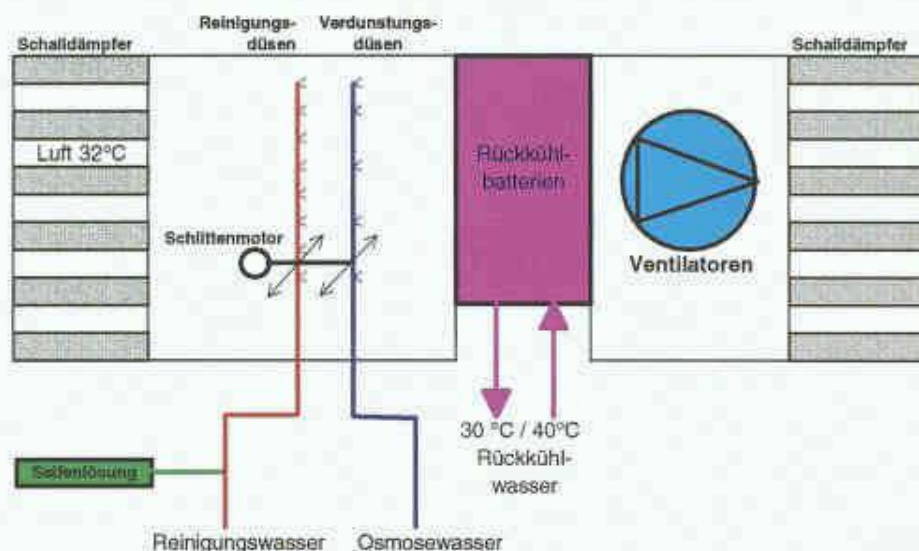 Reinigungs-
düsen
Verdunstungs-
düsen
Schalldämpfer
Schalldämpfer
Luft 32°C
Rückkühl-
batterien
Schlittenmotor
Ventilatoren
30 °C / 40°C
Rückkühl-
wasser
Seifenlösung
Reinigungswasser
Osmosewasser